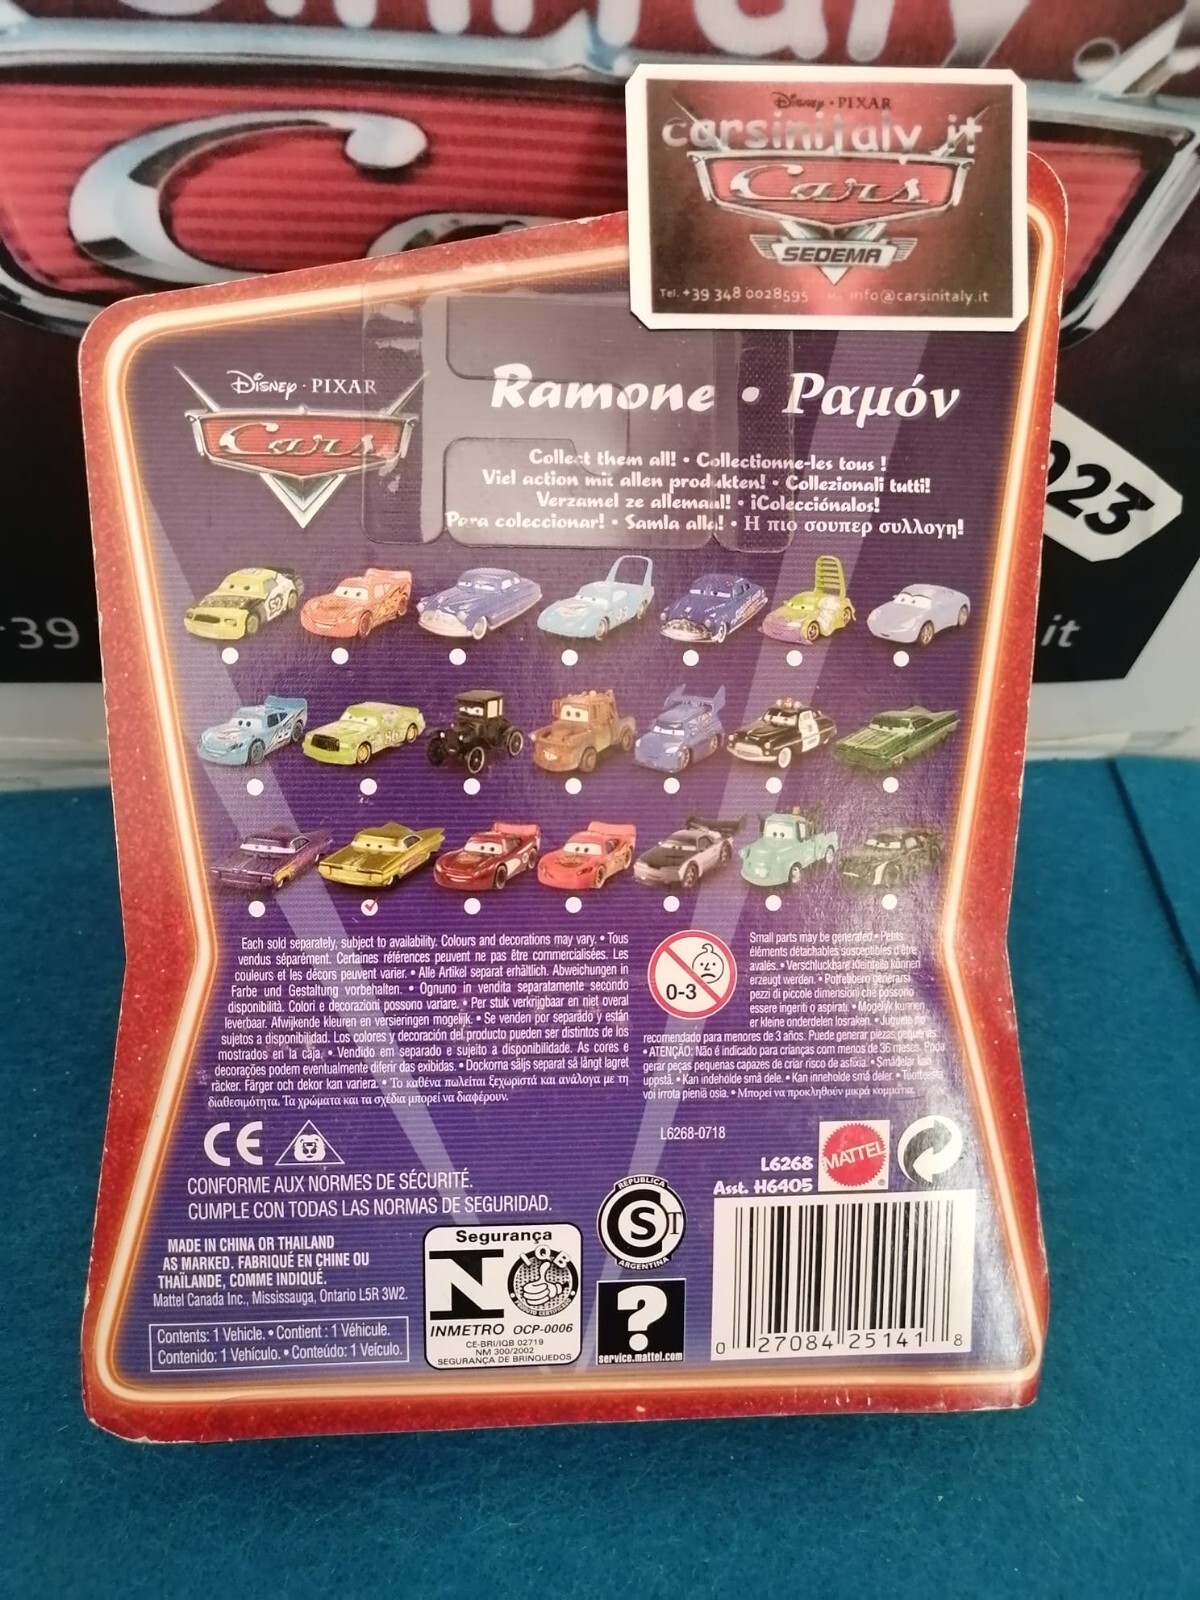 Disney · PIXAR
carsinitaly.it
Cars
SEDEMA
Tel. +39 348 0028595 info@carsinitaly.it
023
39
it
Disney · PIXAR
Cars
Ramone • Ραμόν
Collect them all! • Collectionne-les tous !
Viel action mit allen produkten! • Collezionali tutti!
Verzamel ze allemaal! • ¡Colecciónalos!
Para coleccionar! • Samla alla! • Η πιο σουπερ συλλογη!
Each sold separately, subject to availability. Colours and decorations may vary. • Tous
vendus séparément. Certaines références peuvent ne pas être commercialisées. Les
couleurs et les décors peuvent varier. • Alle Artikel separat erhältlich. Abweichungen in
Farbe und Gestaltung vorbehalten. • Ognuno in vendita separatamente secondo
disponibilità. Colori e decorazioni possono variare. • Per stuk verkrijgbaar en niet overal
leverbaar. Afwijkende kleuren en versieringen mogelijk. • Se venden por separado y están
sujetos a disponibilidad. Los colores y decoración del producto pueden ser distintos de los
mostrados en la caja. • Vendido em separado e sujeito a disponibilidade. As cores e
decorações podem eventualmente diferir das exibidas. • Dockorna säljs separat så långt lagret
räcker. Färger och dekor kan variera. • Το καθένα πωλείται ξεχωριστά και ανάλογα με τη
διαθεσιμότητα. Τα χρώματα και τα σχέδια μπορεί να διαφέρουν.
0-3
Small parts may be generated. • Petits
éléments détachables susceptibles d'être
avalés. • Verschluckbare Kleinteile können
erzeugt werden. • Potrebbero generarsi
pezzi di piccole dimensioni che possono
essere ingeriti o aspirati. • Mogelijk kunnen
er kleine onderdelen losraken. • Juguete no
recomendado para menores de 3 años. Puede generar piezas pequeñas.
• ATENÇÃO: Não é indicado para crianças com menos de 36 meses. Pode
gerar peças pequenas capazes de criar risco de asfixia. • Smådelar kan
uppstå. • Kan indeholde små dele. • Kan inneholde små deler. • Tuotteesta
voi irrota pieniä osia. • Μπορεί να προκληθούν μικρά κομμάτια.
L6268-0718
CE
CONFORME AUX NORMES DE SÉCURITÉ.
CUMPLE CON TODAS LAS NORMAS DE SEGURIDAD.
L6268
Asst. H6405
MATTEL
MADE IN CHINA OR THAILAND
AS MARKED. FABRIQUÉ EN CHINE OU
THAÏLANDE, COMME INDIQUÉ.
Mattel Canada Inc., Mississauga, Ontario L5R 3W2.
Contents: 1 Vehicle. • Contient : 1 Véhicule.
Contenido: 1 Vehículo. • Conteúdo: 1 Veículo.
Segurança
I.Q.B
INMETRO OCP-0006
CE-BRI/IQB 02719
NM 300/2002
SEGURANÇA DE BRINQUEDOS
REPUBLICA
ARGENTINA
?
service.mattel.com
0 27084 25141 8